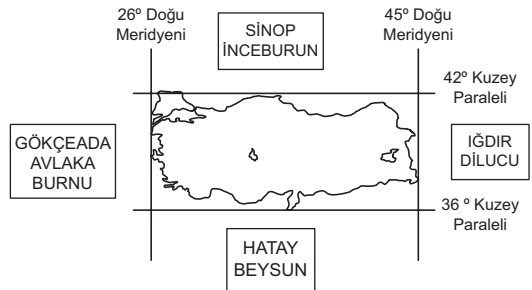 26º Doğu
Meridyeni
SİNOP
İNCEBURUN
45º Doğu
Meridyeni
42º Kuzey
Paraleli
GÖKÇEADA
AVLAKA
BURNU
IĞDIR
DİLUCU
36 º Kuzey
Paraleli
HATAY
BEYSUN